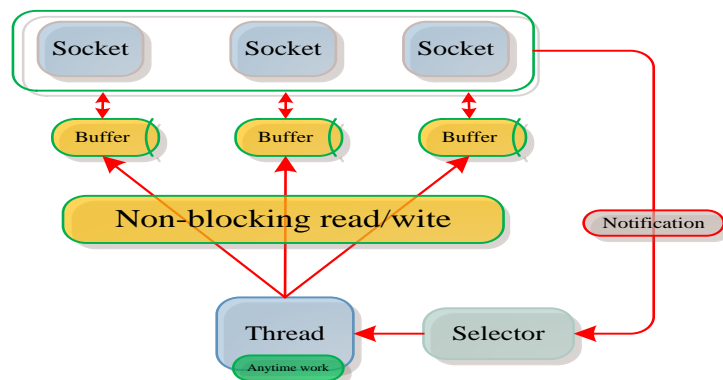 Socket
Socket
Socket
Buffer
Buffer
Buffer
Non-blocking read/wite
Notification
Thread
Selector
Anytime work